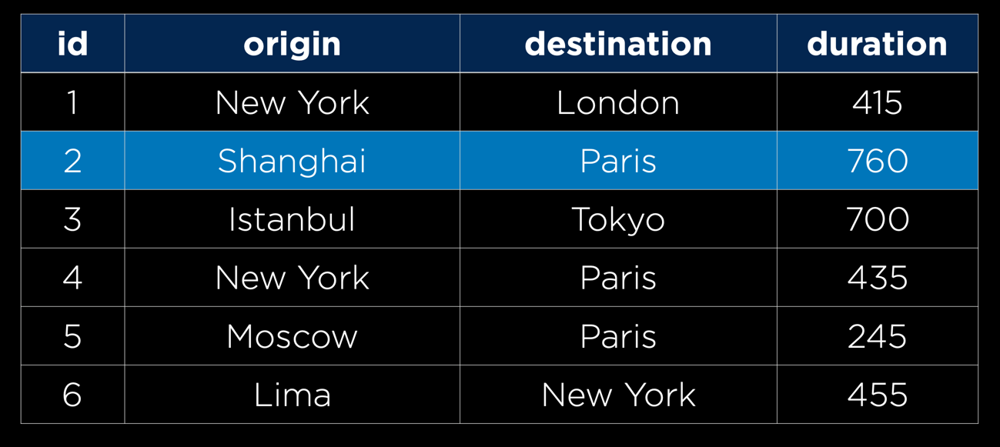 id origin destination duration
1 New York London 415
2 Shanghai Paris 760
3 Istanbul Tokyo 700
4 New York Paris 435
5 Moscow Paris 245
6 Lima New York 455